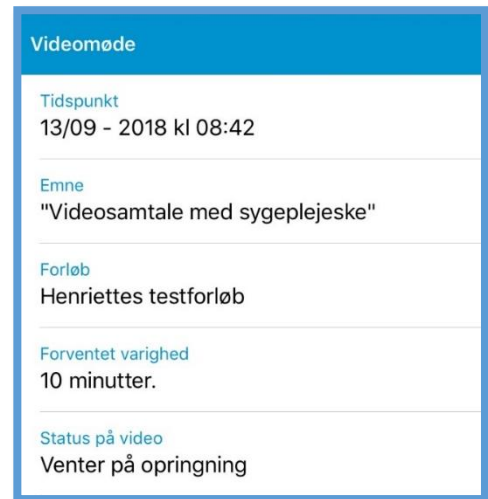 Videomøde
Tidspunkt
13/09 - 2018 kl 08:42
Emne
"Videosamtale med sygeplejeske"
Forløb
Henriettes testforløb
Forventet varighed
10 minutter.
Status på video
Venter på opringning